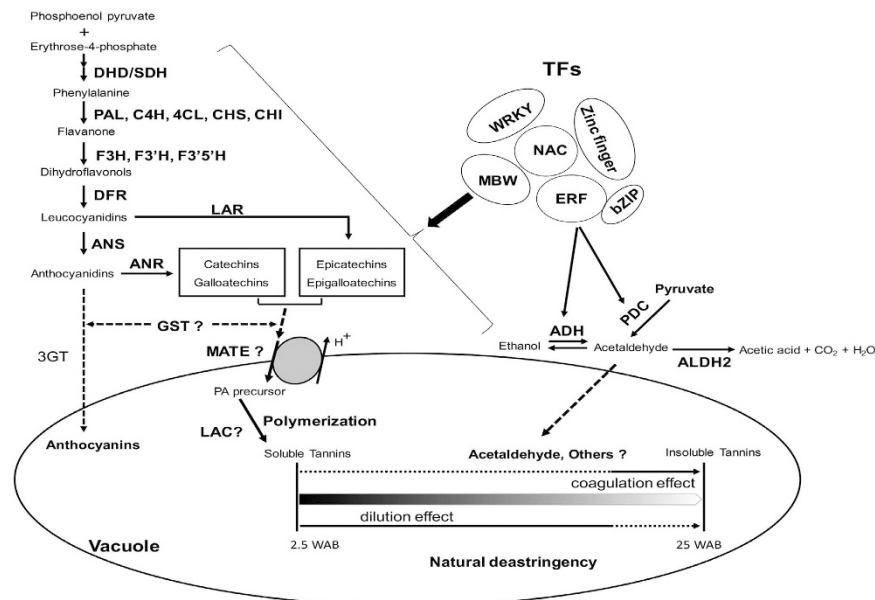 Phosphoenol pyruvate
+
Erythrose-4-phosphate
DHD/SDH
Phenylalanine
PAL, C4H, 4CL, CHS, CHI
Flavanone
F3H, F3'H, F3'5'H
Dihydroflavonols
DFR
Leucocyanidins
LAR
ANS
Anthocyanidins
ANR
Catechins
Galloatechins
Epicatechins
Epigalloatechins
GST ?
3GT
MATE ?
H+
PA precursor
LAC?
Polymerization
Anthocyanins
Soluble Tannins
TFs
WRKY
Zinc finger
NAC
MBW
ERF
bZIP
Pyruvate
PDC
ADH
Ethanol
Acetaldehyde
ALDH2
Acetic acid + CO2 + H2O
Acetaldehyde, Others ?
Insoluble Tannins
coagulation effect
dilution effect
2.5 WAB
25 WAB
Vacuole
Natural deastringency